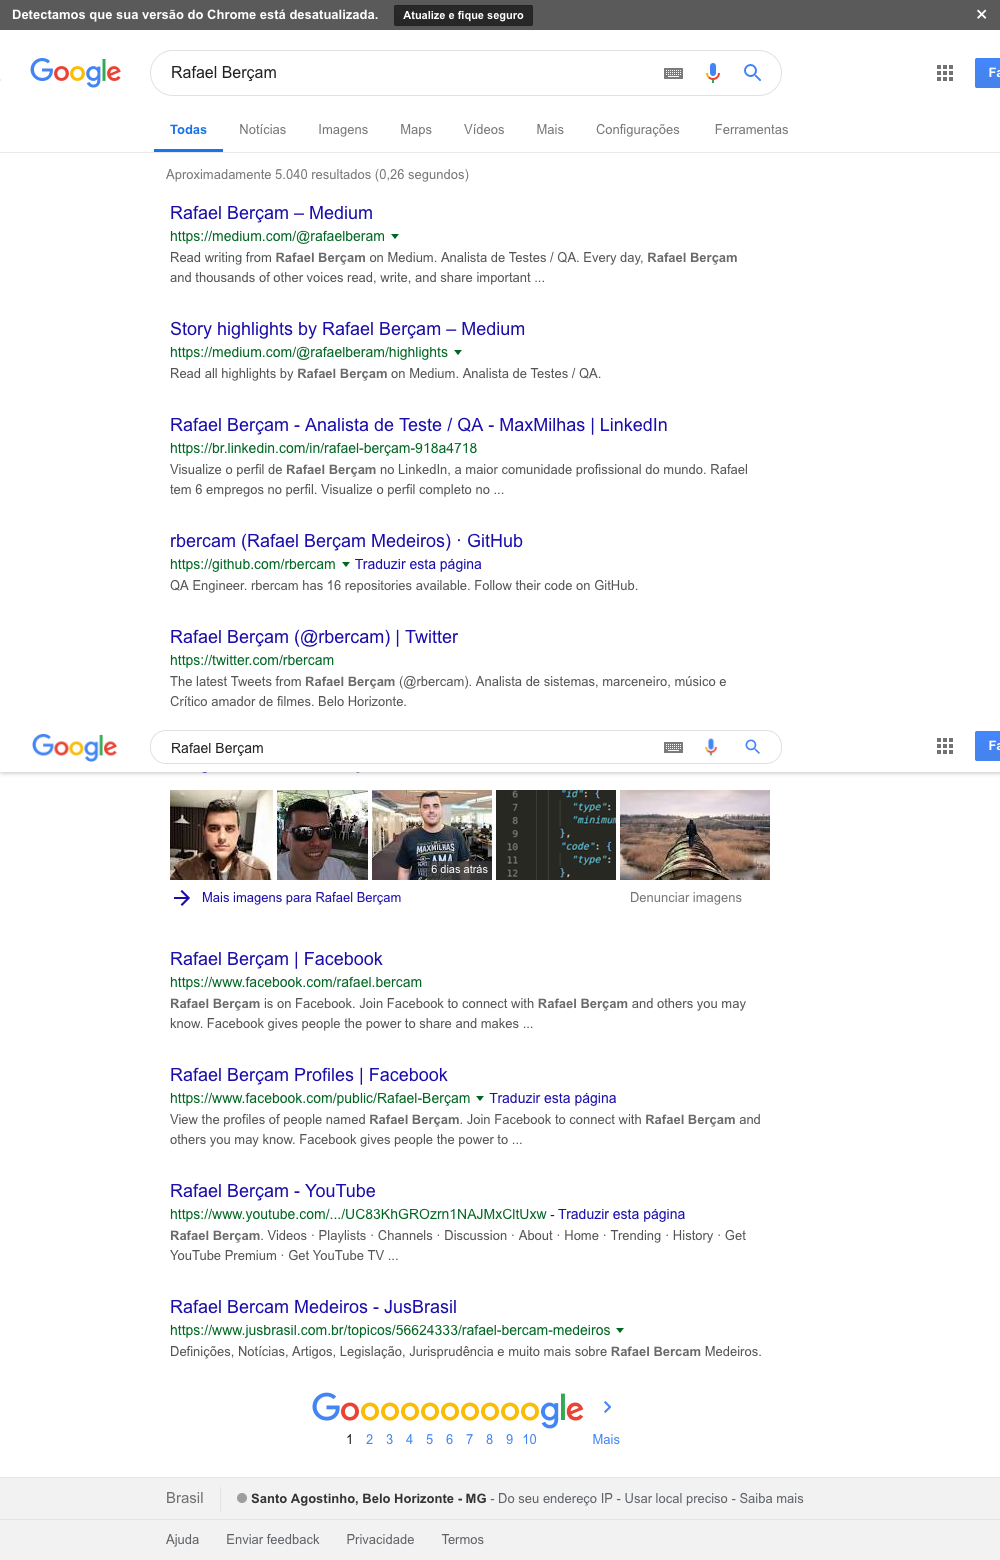 Detectamos que sua versão do Chrome está desatualizada. Atualize e fique seguro
Google Rafael Berçam Fa
Todas Notícias Imagens Maps Vídeos Mais Configurações Ferramentas
Aproximadamente 5.040 resultados (0,26 segundos)
Rafael Berçam – Medium
https://medium.com/@rafaelberam
Read writing from Rafael Berçam on Medium. Analista de Testes / QA. Every day, Rafael Berçam
and thousands of other voices read, write, and share important ...
Story highlights by Rafael Berçam – Medium
https://medium.com/@rafaelberam/highlights
Read all highlights by Rafael Berçam on Medium. Analista de Testes / QA.
Rafael Berçam - Analista de Teste / QA - MaxMilhas | LinkedIn
https://br.linkedin.com/in/rafael-berçam-918a4718
Visualize o perfil de Rafael Berçam no LinkedIn, a maior comunidade profissional do mundo. Rafael
tem 6 empregos no perfil. Visualize o perfil completo no ...
rbercam (Rafael Berçam Medeiros) · GitHub
https://github.com/rbercam Traduzir esta página
QA Engineer. rbercam has 16 repositories available. Follow their code on GitHub.
Rafael Berçam (@rbercam) | Twitter
https://twitter.com/rbercam
The latest Tweets from Rafael Berçam (@rbercam). Analista de sistemas, marceneiro, músico e
Crítico amador de filmes. Belo Horizonte.
Google Rafael Berçam Fa
6 "id": {
7 "type":
8 "minimum
9 },
10 "code": {
11 "type":
12 },
MAXMILHAS
6 dias atrás
Mais imagens para Rafael Berçam Denunciar imagens
Rafael Berçam | Facebook
https://www.facebook.com/rafael.bercam
Rafael Berçam is on Facebook. Join Facebook to connect with Rafael Berçam and others you may
know. Facebook gives people the power to share and makes ...
Rafael Berçam Profiles | Facebook
https://www.facebook.com/public/Rafael-Berçam Traduzir esta página
View the profiles of people named Rafael Berçam. Join Facebook to connect with Rafael Berçam and
others you may know. Facebook gives people the power to ...
Rafael Berçam - YouTube
https://www.youtube.com/.../UC83KhGROzrn1NAJMxCltUxw - Traduzir esta página
Rafael Berçam. Videos · Playlists · Channels · Discussion · About · Home · Trending · History · Get
YouTube Premium · Get YouTube TV ...
Rafael Bercam Medeiros - JusBrasil
https://www.jusbrasil.com.br/topicos/56624333/rafael-bercam-medeiros
Definições, Notícias, Artigos, Legislação, Jurisprudência e muito mais sobre Rafael Bercam Medeiros.
Goooooooooogle
1 2 3 4 5 6 7 8 9 10 Mais
Brasil Santo Agostinho, Belo Horizonte - MG - Do seu endereço IP - Usar local preciso - Saiba mais
Ajuda Enviar feedback Privacidade Termos